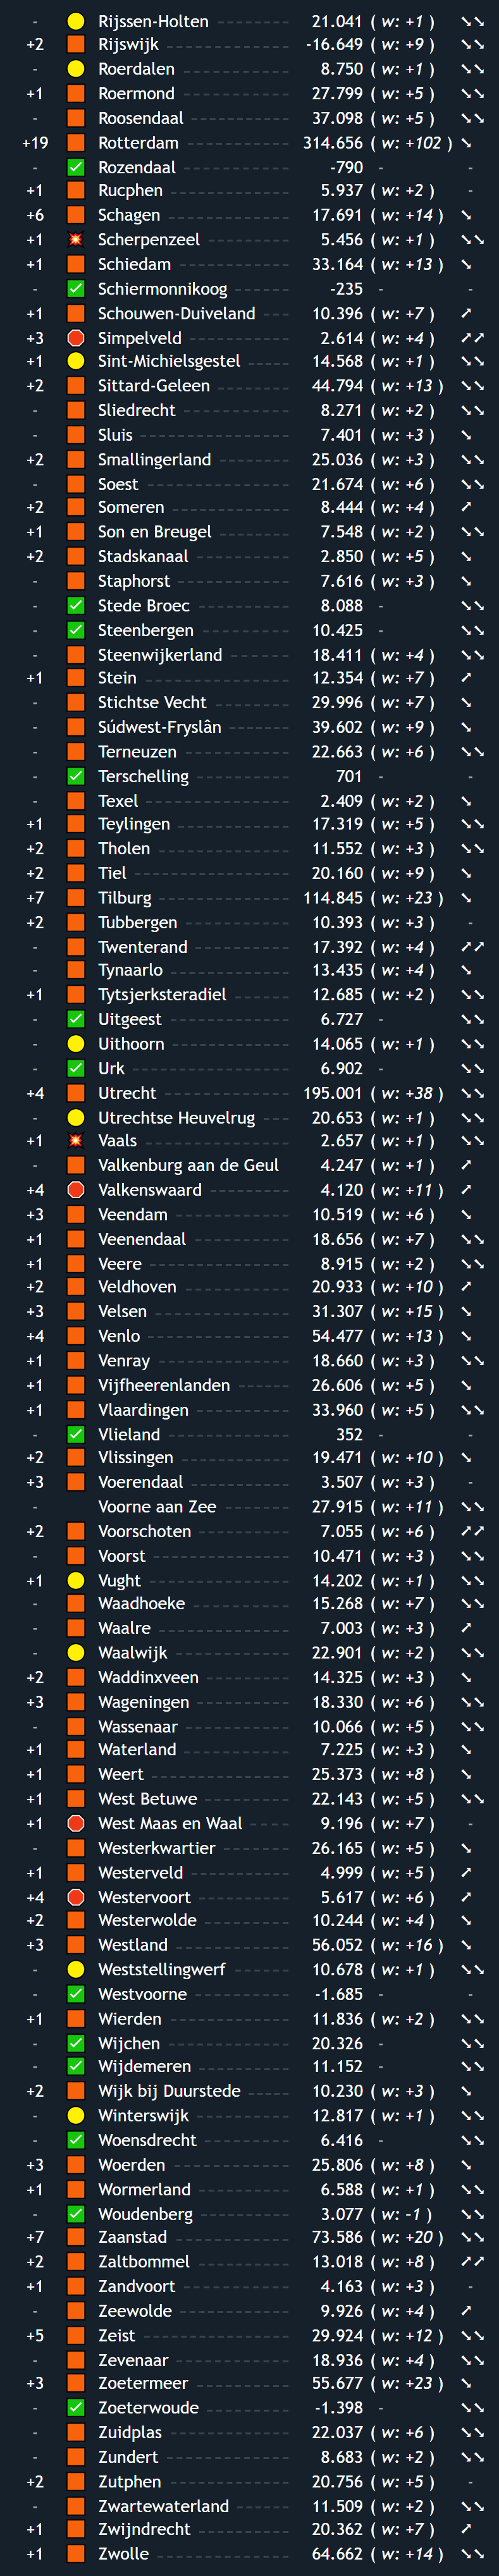 - Rijssen-Holten 21.041 ( w: +1 ) ↘↘
+2 Rijswijk -16.649 ( w: +9 ) ↘↘
- Roerdalen 8.750 ( w: +1 ) ↘↘
+1 Roermond 27.799 ( w: +5 ) ↘↘
- Roosendaal 37.098 ( w: +5 ) ↘↘
+19 Rotterdam 314.656 ( w: +102 ) ↘
- Rozendaal -790 - -
+1 Rucphen 5.937 ( w: +2 ) -
+6 Schagen 17.691 ( w: +14 ) ↘
+1 Scherpenzeel 5.456 ( w: +1 ) ↘↘
+1 Schiedam 33.164 ( w: +13 ) ↘
- Schiermonnikoog -235 - -
+1 Schouwen-Duiveland 10.396 ( w: +7 ) ↗
+3 Simpelveld 2.614 ( w: +4 ) ↗↗
+1 Sint-Michielsgestel 14.568 ( w: +1 ) ↘↘
+2 Sittard-Geleen 44.794 ( w: +13 ) ↘↘
- Sliedrecht 8.271 ( w: +2 ) ↘↘
- Sluis 7.401 ( w: +3 ) ↘
+2 Smallingerland 25.036 ( w: +3 ) ↘↘
- Soest 21.674 ( w: +6 ) ↘↘
+2 Someren 8.444 ( w: +4 ) ↗
+1 Son en Breugel 7.548 ( w: +2 ) ↘↘
+2 Stadskanaal 2.850 ( w: +5 ) ↘
- Staphorst 7.616 ( w: +3 ) ↘
- Stede Broec 8.088 - ↘↘
- Steenbergen 10.425 - ↘↘
- Steenwijkerland 18.411 ( w: +4 ) ↘↘
+1 Stein 12.354 ( w: +7 ) ↗
- Stichtse Vecht 29.996 ( w: +7 ) ↘
- Súdwest-Fryslân 39.602 ( w: +9 ) ↘
- Terneuzen 22.663 ( w: +6 ) ↘↘
- Terschelling 701 - -
- Texel 2.409 ( w: +2 ) ↘
+1 Teylingen 17.319 ( w: +5 ) ↘↘
+2 Tholen 11.552 ( w: +3 ) ↘↘
+2 Tiel 20.160 ( w: +9 ) ↘
+7 Tilburg 114.845 ( w: +23 ) ↘
+2 Tubbergen 10.393 ( w: +3 ) -
- Twenterand 17.392 ( w: +4 ) ↗↗
- Tynaarlo 13.435 ( w: +4 ) ↘
+1 Tytsjerksteradiel 12.685 ( w: +2 ) ↘↘
- Uitgeest 6.727 - ↘↘
- Uithoorn 14.065 ( w: +1 ) ↘↘
- Urk 6.902 - ↘↘
+4 Utrecht 195.001 ( w: +38 ) ↘↘
- Utrechtse Heuvelrug 20.653 ( w: +1 ) ↘↘
+1 Vaals 2.657 ( w: +1 ) ↘↘
- Valkenburg aan de Geul 4.247 ( w: +1 ) ↗
+4 Valkenswaard 4.120 ( w: +11 ) ↗
+3 Veendam 10.519 ( w: +6 ) ↘
+1 Veenendaal 18.656 ( w: +7 ) ↘↘
+1 Veere 8.915 ( w: +2 ) ↘↘
+2 Veldhoven 20.933 ( w: +10 ) ↗
+3 Velsen 31.307 ( w: +15 ) ↘
+4 Venlo 54.477 ( w: +13 ) ↘
+1 Venray 18.660 ( w: +3 ) ↘↘
+1 Vijfheerenlanden 26.606 ( w: +5 ) ↘
+1 Vlaardingen 33.960 ( w: +5 ) ↘↘
- Vlieland 352 - -
+2 Vlissingen 19.471 ( w: +10 ) ↘
+3 Voerendaal 3.507 ( w: +3 ) -
- Voorne aan Zee 27.915 ( w: +11 ) ↘↘
+2 Voorschoten 7.055 ( w: +6 ) ↗↗
- Voorst 10.471 ( w: +3 ) ↘↘
+1 Vught 14.202 ( w: +1 ) ↘↘
- Waadhoeke 15.268 ( w: +7 ) ↘↘
- Waalre 7.003 ( w: +3 ) ↗
- Waalwijk 22.901 ( w: +2 ) ↘↘
+2 Waddinxveen 14.325 ( w: +3 ) ↘
+3 Wageningen 18.330 ( w: +6 ) ↘↘
- Wassenaar 10.066 ( w: +5 ) ↘↘
+1 Waterland 7.225 ( w: +3 ) ↘
+1 Weert 25.373 ( w: +8 ) ↘
+1 West Betuwe 22.143 ( w: +5 ) ↘↘
+1 West Maas en Waal 9.196 ( w: +7 ) -
- Westerkwartier 26.165 ( w: +5 ) ↘
+1 Westerveld 4.999 ( w: +5 ) ↗
+4 Westervoort 5.617 ( w: +6 ) ↗
+2 Westerwolde 10.244 ( w: +4 ) ↘
+3 Westland 56.052 ( w: +16 ) ↘
- Weststellingwerf 10.678 ( w: +1 ) ↘↘
- Westvoorne -1.685 - -
+1 Wierden 11.836 ( w: +2 ) ↘↘
- Wijchen 20.326 - ↘↘
- Wijdemeren 11.152 - ↘↘
+2 Wijk bij Duurstede 10.230 ( w: +3 ) ↘
- Winterswijk 12.817 ( w: +1 ) ↘↘
- Woensdrecht 6.416 - ↘↘
+3 Woerden 25.806 ( w: +8 ) ↘
+1 Wormerland 6.588 ( w: +1 ) ↘↘
- Woudenberg 3.077 ( w: -1 ) ↘↘
+7 Zaanstad 73.586 ( w: +20 ) ↘↘
+2 Zaltbommel 13.018 ( w: +8 ) ↗↗
+1 Zandvoort 4.163 ( w: +3 ) -
- Zeewolde 9.926 ( w: +4 ) ↗
+5 Zeist 29.924 ( w: +12 ) ↘↘
- Zevenaar 18.936 ( w: +4 ) ↘↘
+3 Zoetermeer 55.677 ( w: +23 ) ↘
- Zoeterwoude -1.398 - ↘↘
- Zuidplas 22.037 ( w: +6 ) ↘↘
- Zundert 8.683 ( w: +2 ) ↘↘
+2 Zutphen 20.756 ( w: +5 ) -
- Zwartewaterland 11.509 ( w: +2 ) ↘↘
+1 Zwijndrecht 20.362 ( w: +7 ) ↗
+1 Zwolle 64.662 ( w: +14 ) ↘↘